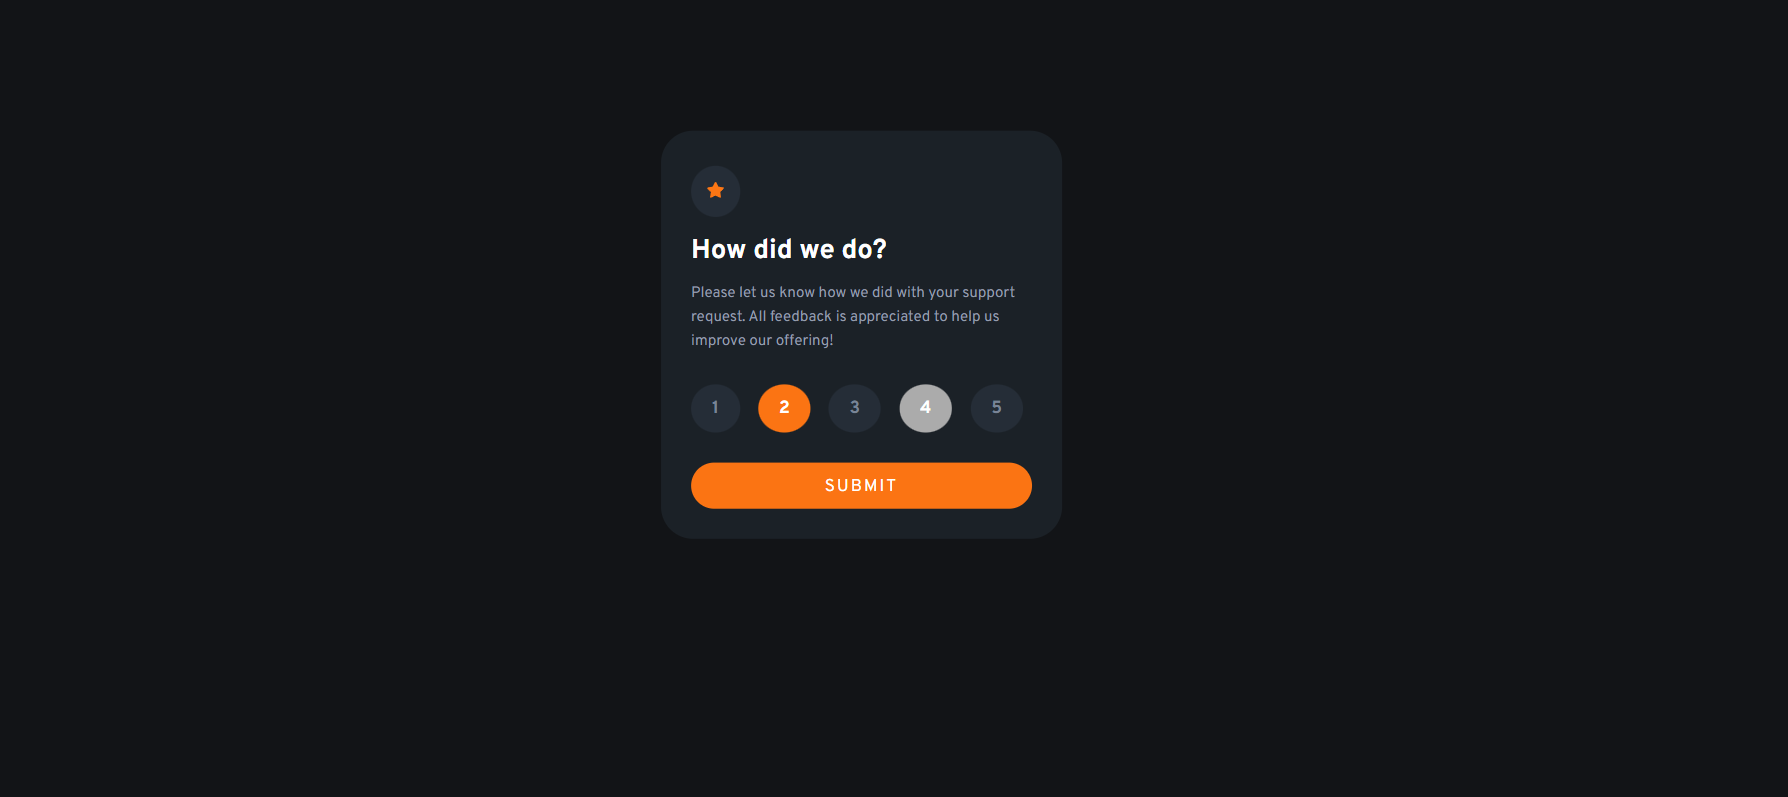 How did we do?
Please let us know how we did with your support
request. All feedback is appreciated to help us
improve our offering!
1 2 3 4 5
SUBMIT